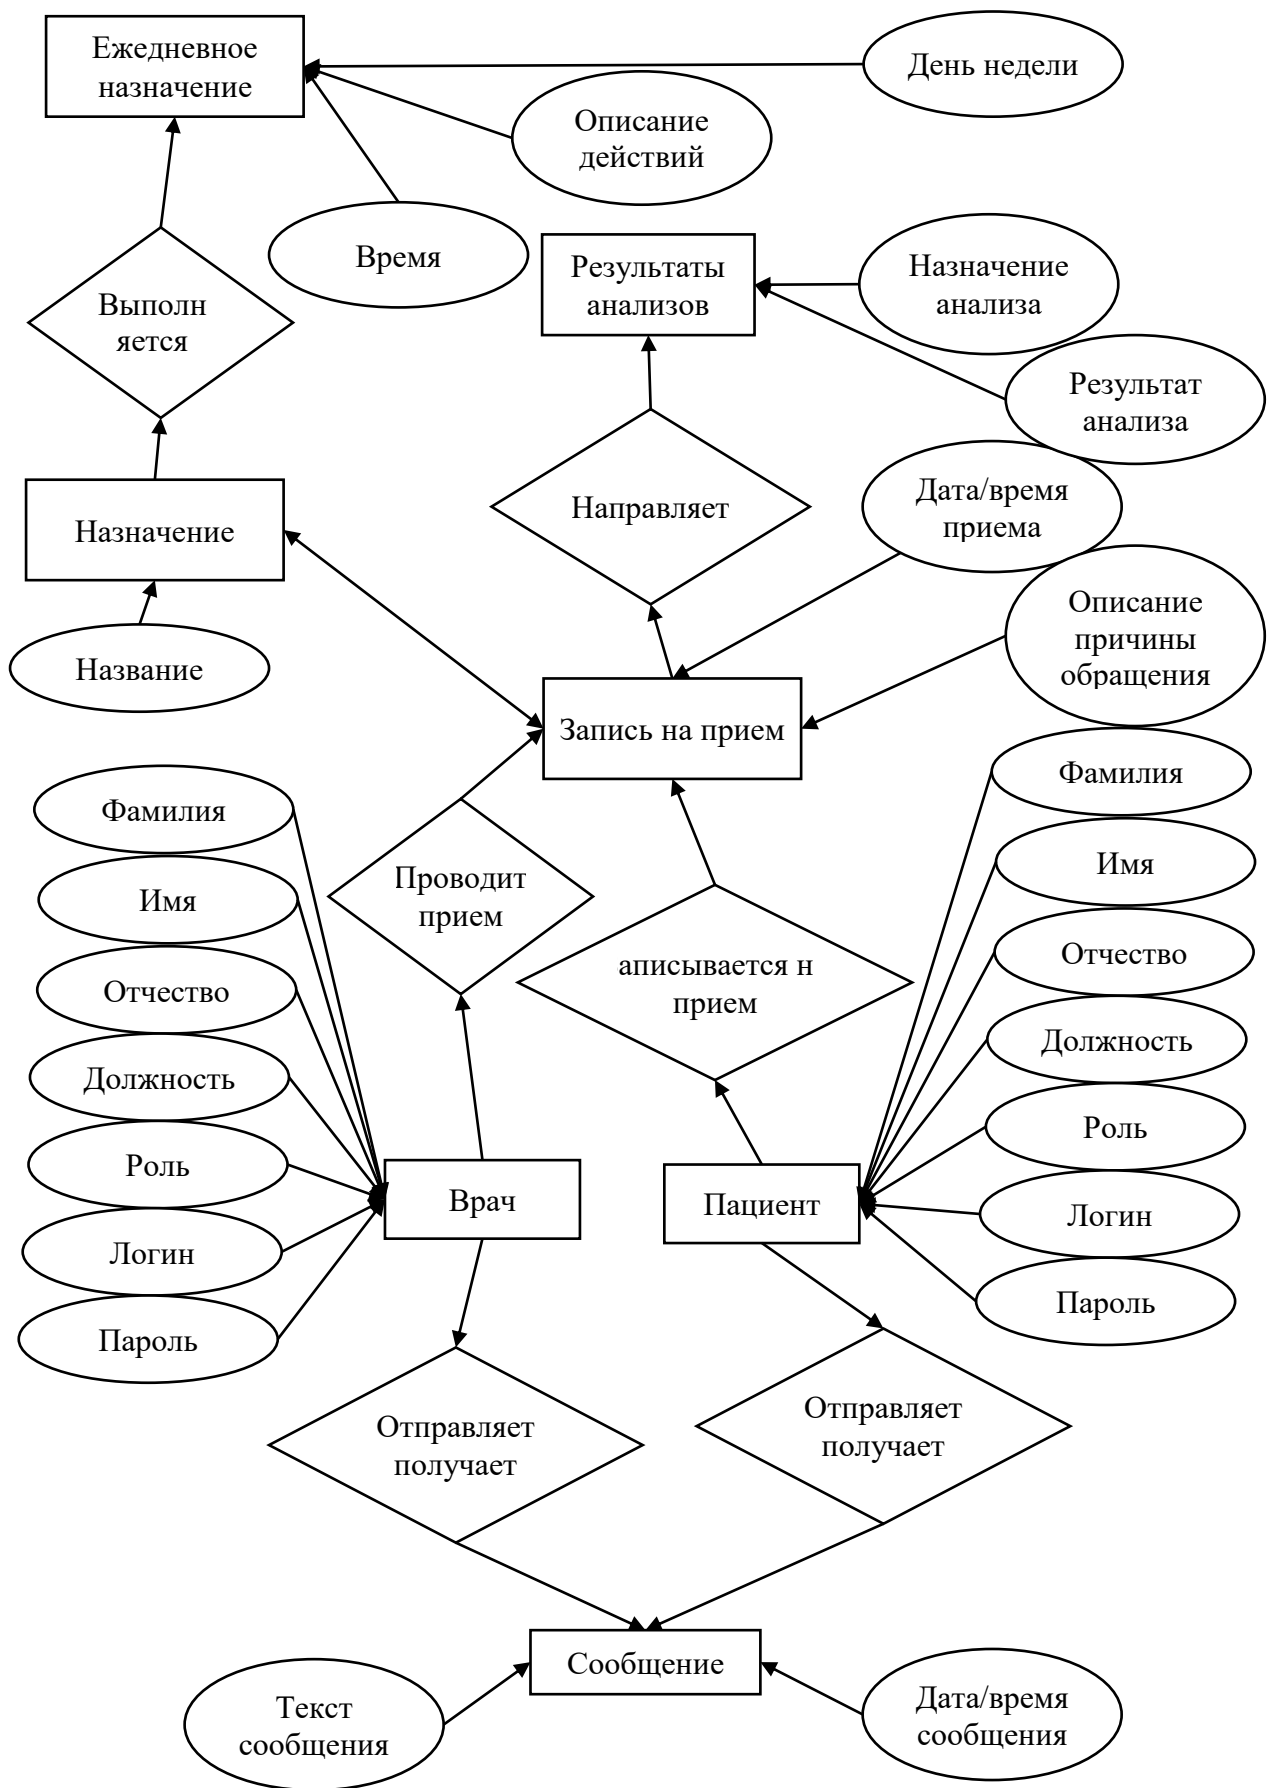 Ежедневное
назначение
День недели
Описание
действий
Время
Результаты
анализов
Назначение
анализа
Выполн
яется
Результат
анализа
Направляет
Дата/время
приема
Назначение
Описание
причины
обращения
Название
Запись на прием
Фамилия
Фамилия
Имя
Проводит
прием
Имя
Отчество
аписывается н
прием
Отчество
Должность
Должность
Роль
Роль
Врач
Пациент
Логин
Логин
Пароль
Пароль
Отправляет
получает
Отправляет
получает
Сообщение
Текст
сообщения
Дата/время
сообщения